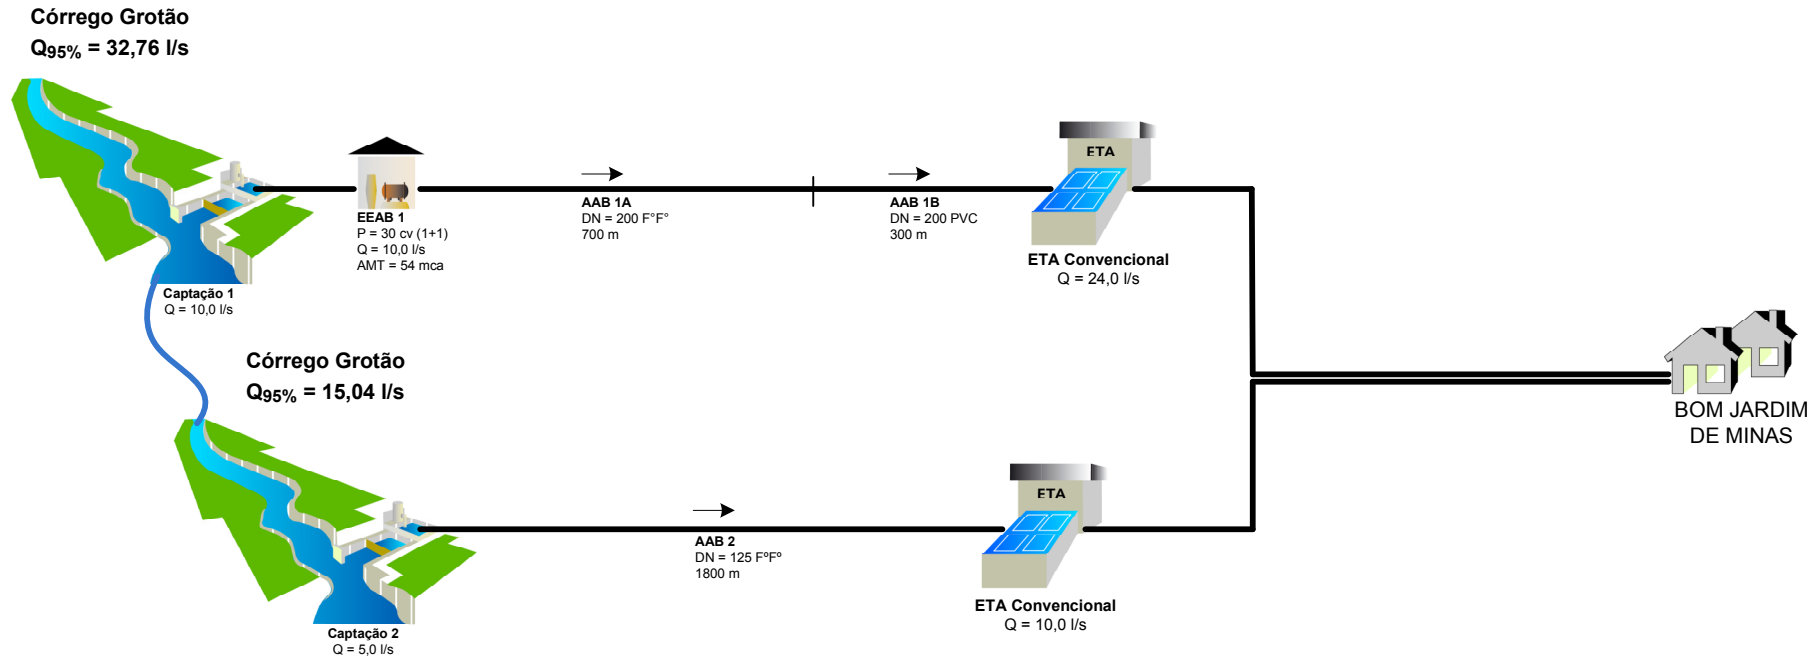 Córrego Grotão
Q95% = 32,76 l/s
ETA
EEAB 1
P = 30 cv (1+1)
Q = 10,0 l/s
AMT = 54 mca
AAB 1A
DN = 200 F°F°
700 m
AAB 1B
DN = 200 PVC
300 m
ETA Convencional
Q = 24,0 l/s
Captação 1
Q = 10,0 l/s
Córrego Grotão
Q95% = 15,04 l/s
BOM JARDIM
DE MINAS
ETA
AAB 2
DN = 125 FºFº
1800 m
ETA Convencional
Q = 10,0 l/s
Captação 2
Q = 5,0 l/s